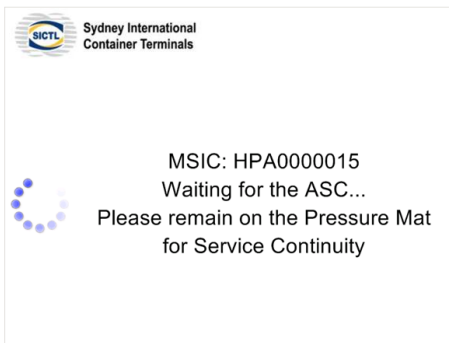 SICTL
Sydney International
Container Terminals
MSIC: HPA0000015
Waiting for the ASC...
Please remain on the Pressure Mat
for Service Continuity